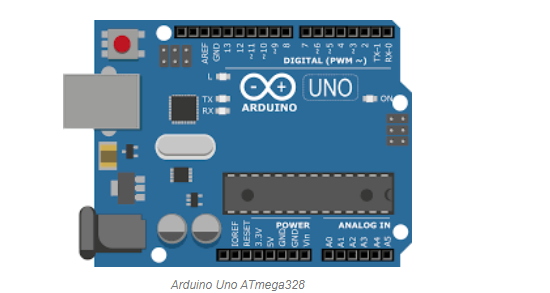 AREF
GND
13
12
~11
~10
~9
8
7
~6
~5
4
~3
2
TX-1
RX-0
DIGITAL (PWM ~)
L
TX
RX
ARDUINO
UNO
ON
POWER
ANALOG IN
IOREF
RESET
3.3V
5V
GND
GND
Vin
A0
A1
A2
A3
A4
A5
Arduino Uno ATmega328